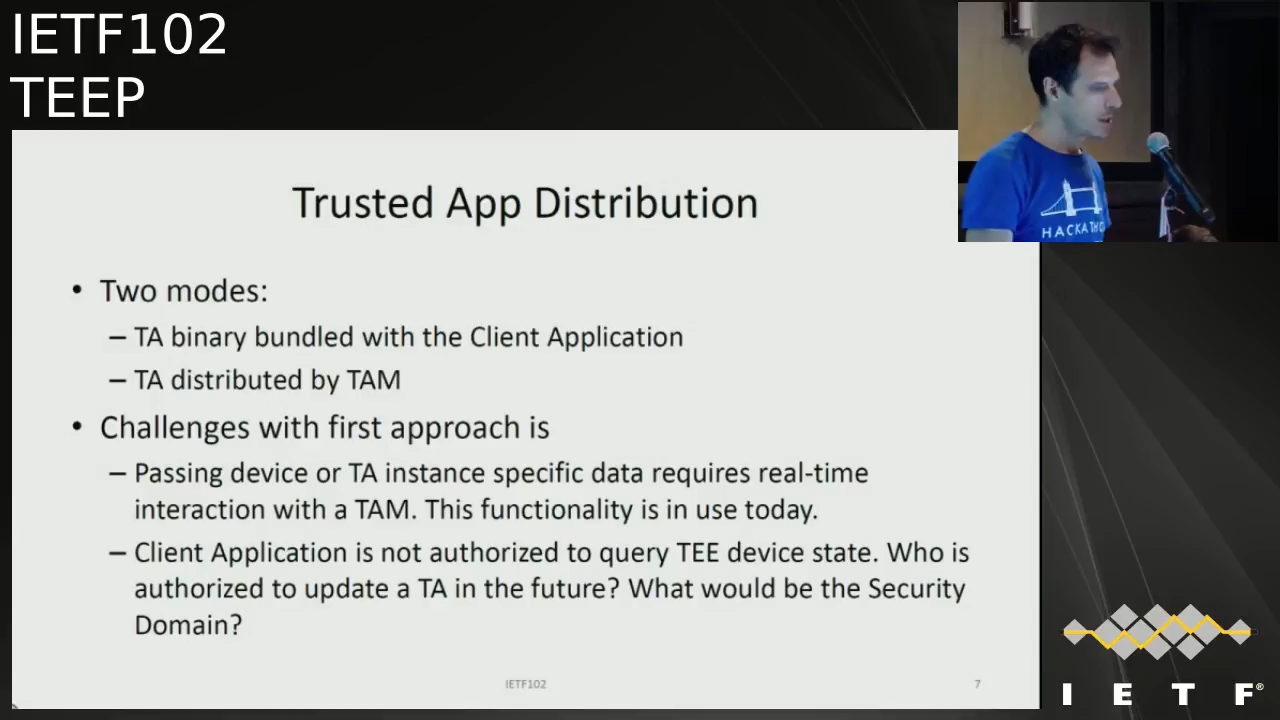 IETF102
TEEP
Trusted App Distribution
• Two modes:
– TA binary bundled with the Client Application
– TA distributed by TAM
• Challenges with first approach is
– Passing device or TA instance specific data requires real-time
interaction with a TAM. This functionality is in use today.
– Client Application is not authorized to query TEE device state. Who is
authorized to update a TA in the future? What would be the Security
Domain?
IETF102
7
HACKATHO
I E T F®